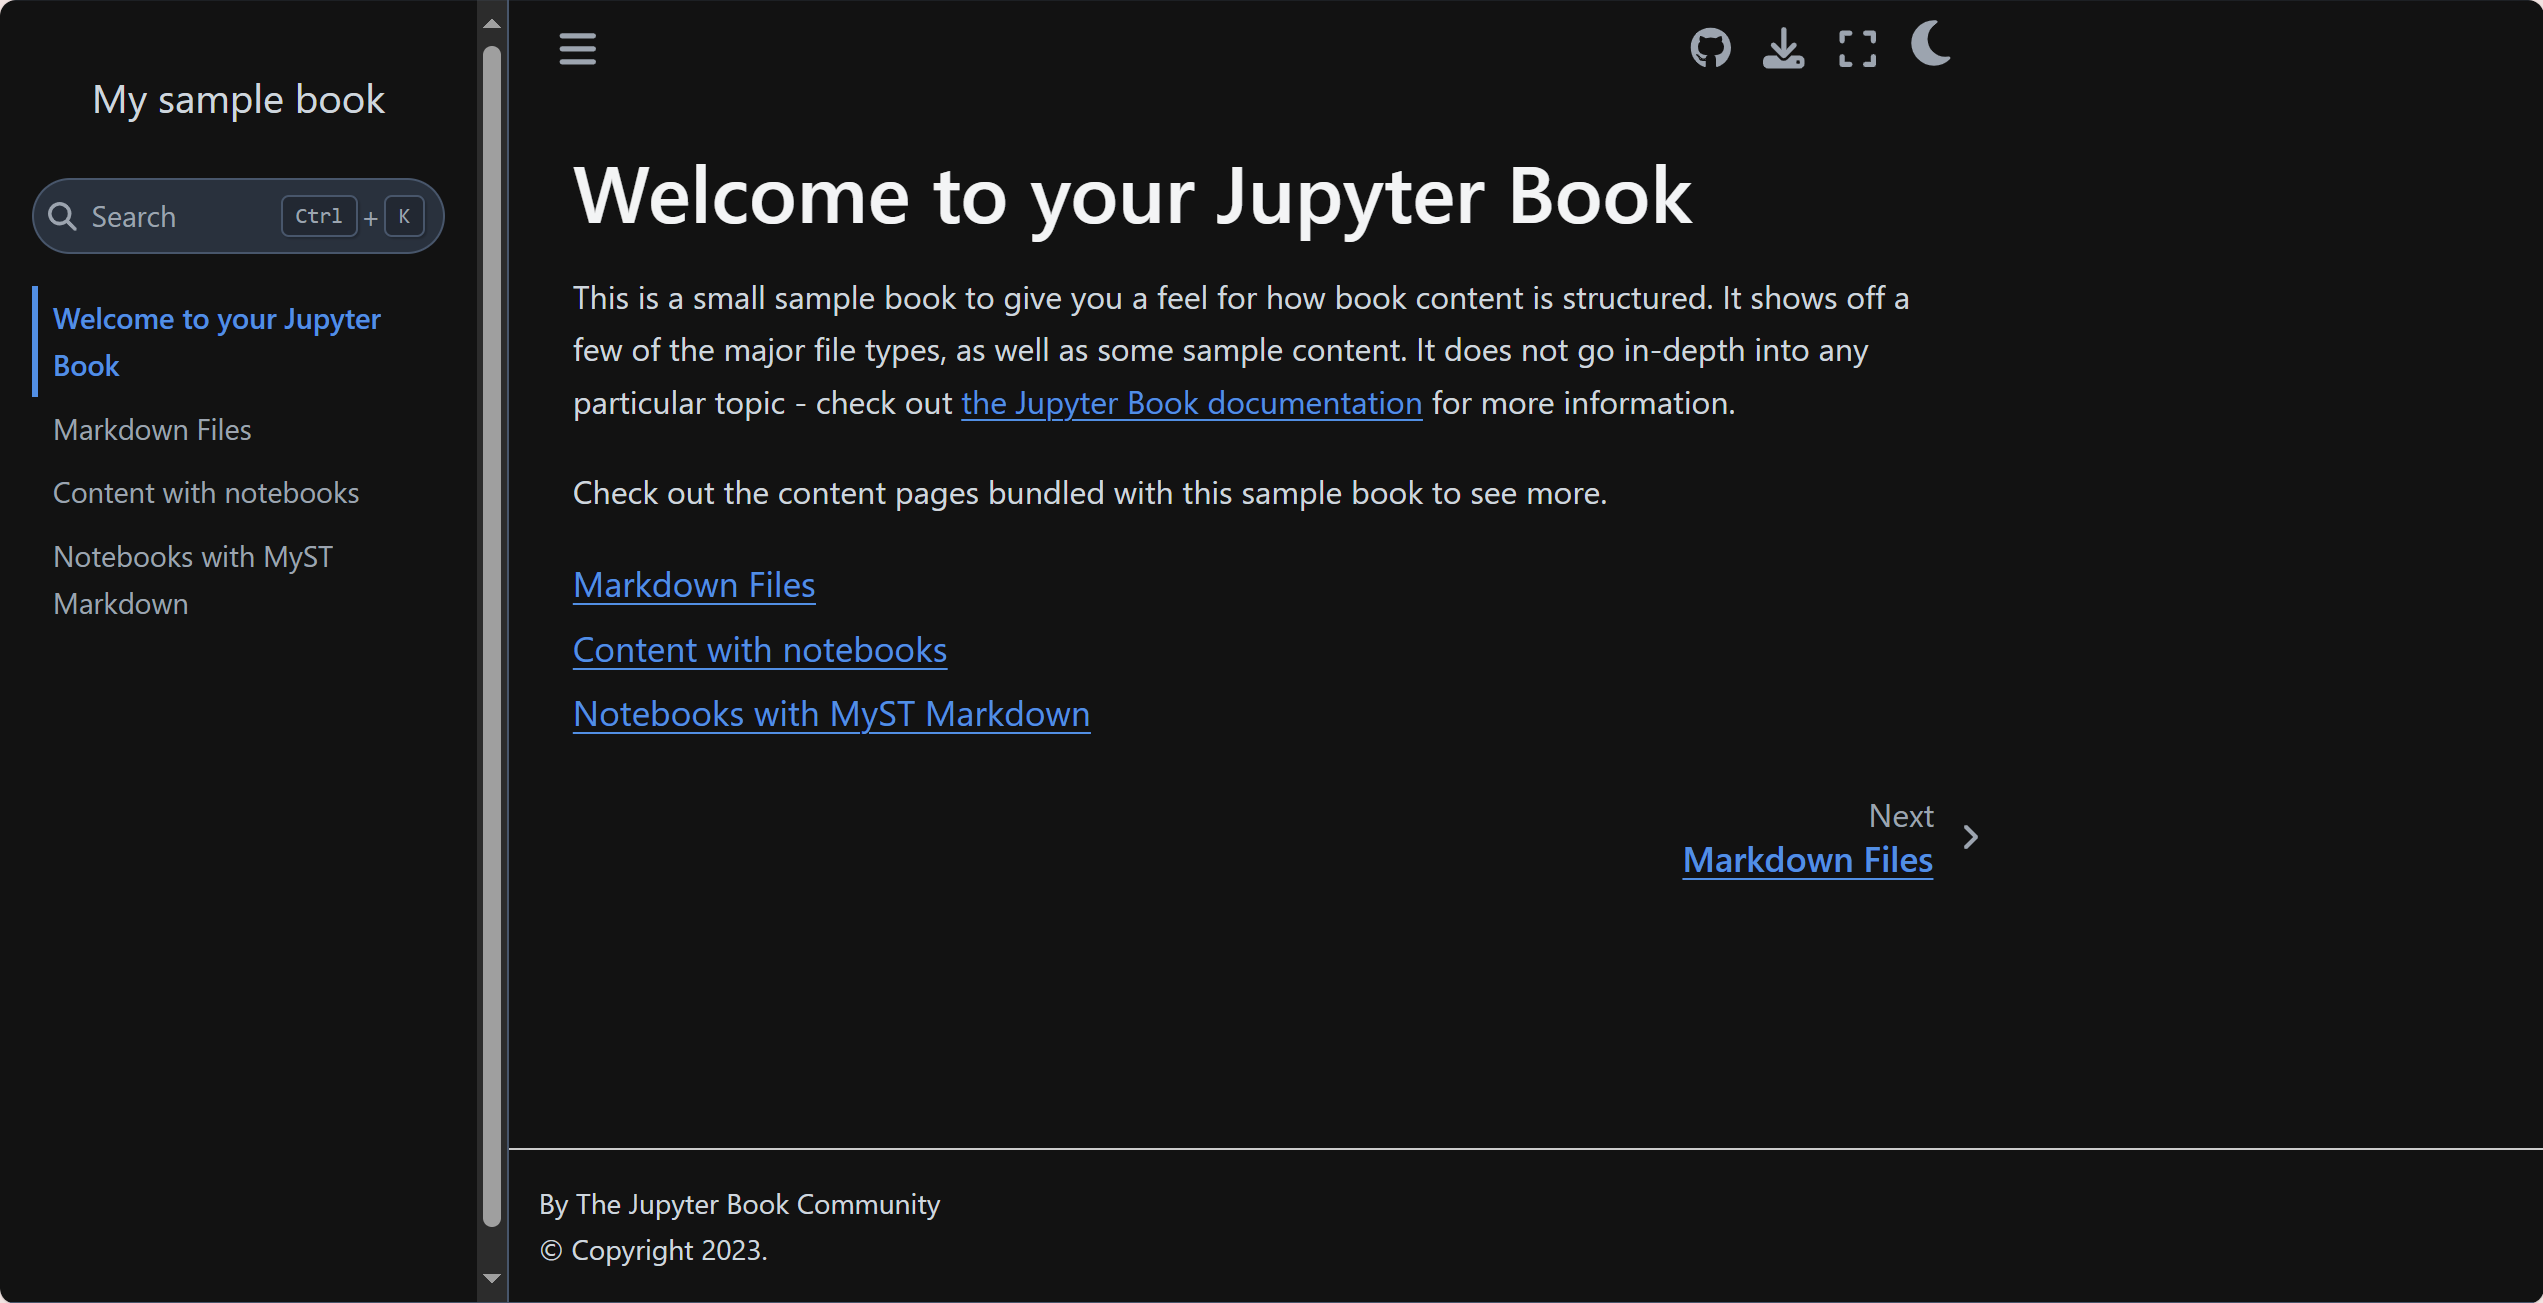 My sample book
Search Ctrl + K
Welcome to your Jupyter
Book
Markdown Files
Content with notebooks
Notebooks with MyST
Markdown
Welcome to your Jupyter Book
This is a small sample book to give you a feel for how book content is structured. It shows off a
few of the major file types, as well as some sample content. It does not go in-depth into any
particular topic - check out the Jupyter Book documentation for more information.
Check out the content pages bundled with this sample book to see more.
Markdown Files
Content with notebooks
Notebooks with MyST Markdown
Next
Markdown Files
By The Jupyter Book Community
© Copyright 2023.